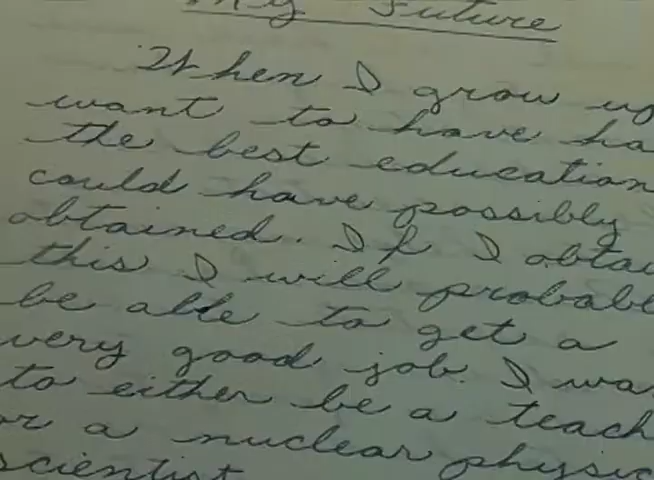 My Future
When I grow up
want to have ha
the best education
could have possibly
obtained. If I obtai
this I will probabl
be able to get a
very good job. I wa
to either be a teach
or a nuclear physic
scientist